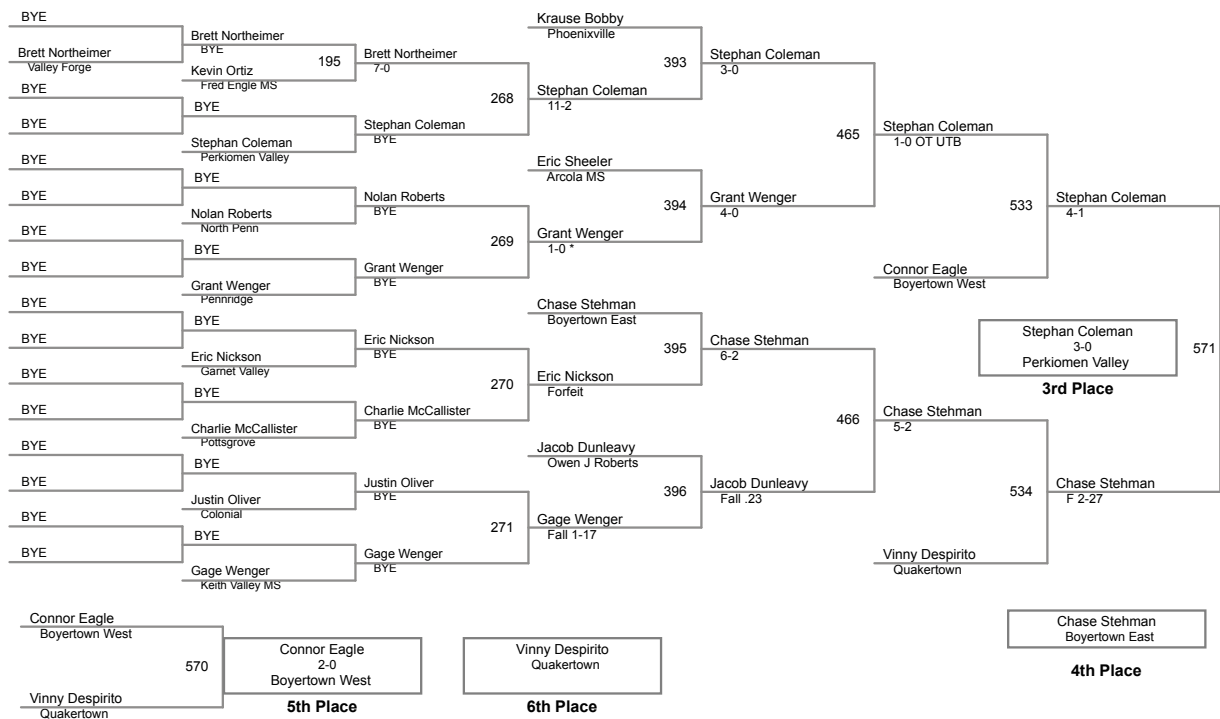 BYE
Brett Northeimer
Valley Forge
BYE
BYE
BYE
BYE
BYE
BYE
BYE
BYE
BYE
BYE
BYE
BYE
BYE
Brett Northeimer
BYE
195
Kevin Ortiz
Fred Engle MS
BYE
Stephan Coleman
Perkiomen Valley
BYE
Nolan Roberts
North Penn
BYE
Grant Wenger
Pennridge
BYE
Eric Nickson
Garnet Valley
BYE
Charlie McCallister
Pottsgrove
BYE
Justin Oliver
Colonial
BYE
Gage Wenger
Keith Valley MS
Brett Northeimer
7-0
268
Stephan Coleman
BYE
Nolan Roberts
BYE
269
Grant Wenger
BYE
Eric Nickson
BYE
270
Charlie McCallister
BYE
Justin Oliver
BYE
271
Gage Wenger
BYE
Krause Bobby
Phoenixville
393
Stephan Coleman
11-2
Eric Sheeler
Arcola MS
394
Grant Wenger
1-0 *
Chase Stehman
Boyertown East
395
Eric Nickson
Forfeit
Jacob Dunleavy
Owen J Roberts
396
Gage Wenger
Fall 1-17
Stephan Coleman
3-0
465
Grant Wenger
4-0
Chase Stehman
6-2
466
Jacob Dunleavy
Fall .23
Stephan Coleman
1-0 OT UTB
533
Connor Eagle
Boyertown West
Chase Stehman
5-2
534
Vinny Despirito
Quakertown
Stephan Coleman
4-1
Stephan Coleman
3-0
Perkiomen Valley
571
3rd Place
Chase Stehman
F 2-27
Connor Eagle
Boyertown West
570
Vinny Despirito
Quakertown
Connor Eagle
2-0
Boyertown West
5th Place
Vinny Despirito
Quakertown
6th Place
Chase Stehman
Boyertown East
4th Place